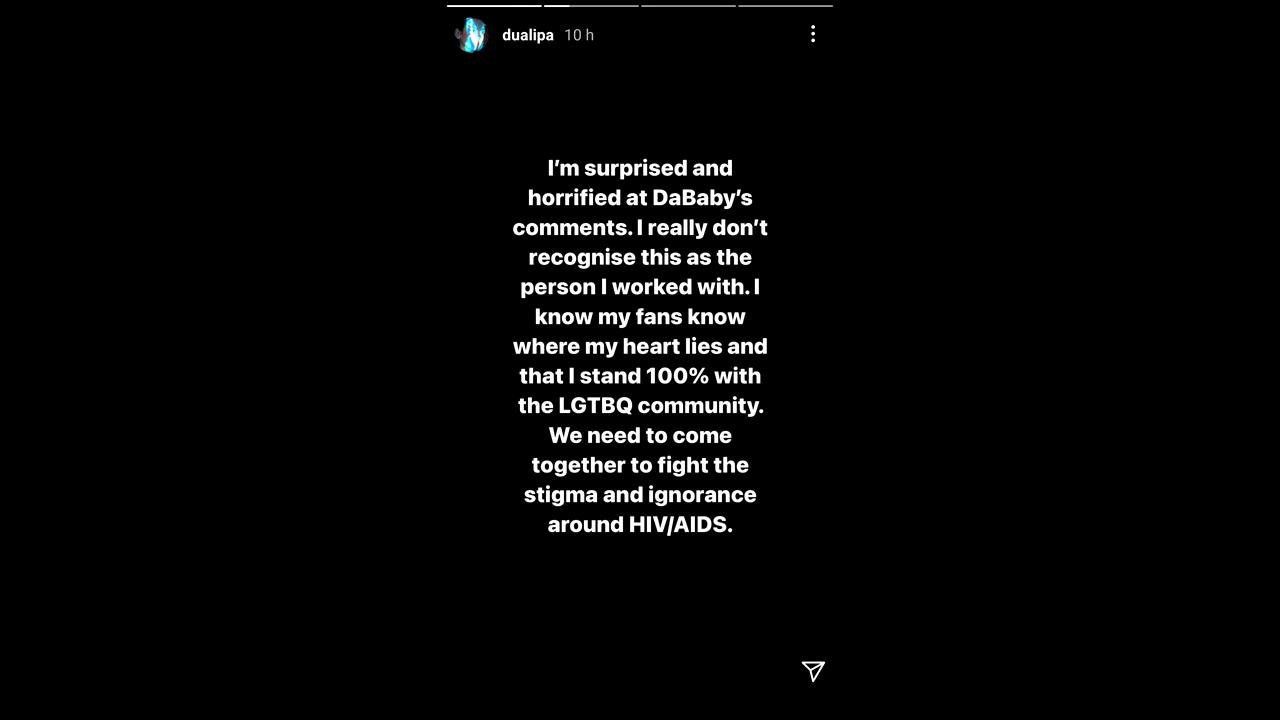 dualipa 10 h
I’m surprised and
horrified at DaBaby’s
comments. I really don’t
recognise this as the
person I worked with. I
know my fans know
where my heart lies and
that I stand 100% with
the LGTBQ community.
We need to come
together to fight the
stigma and ignorance
around HIV/AIDS.